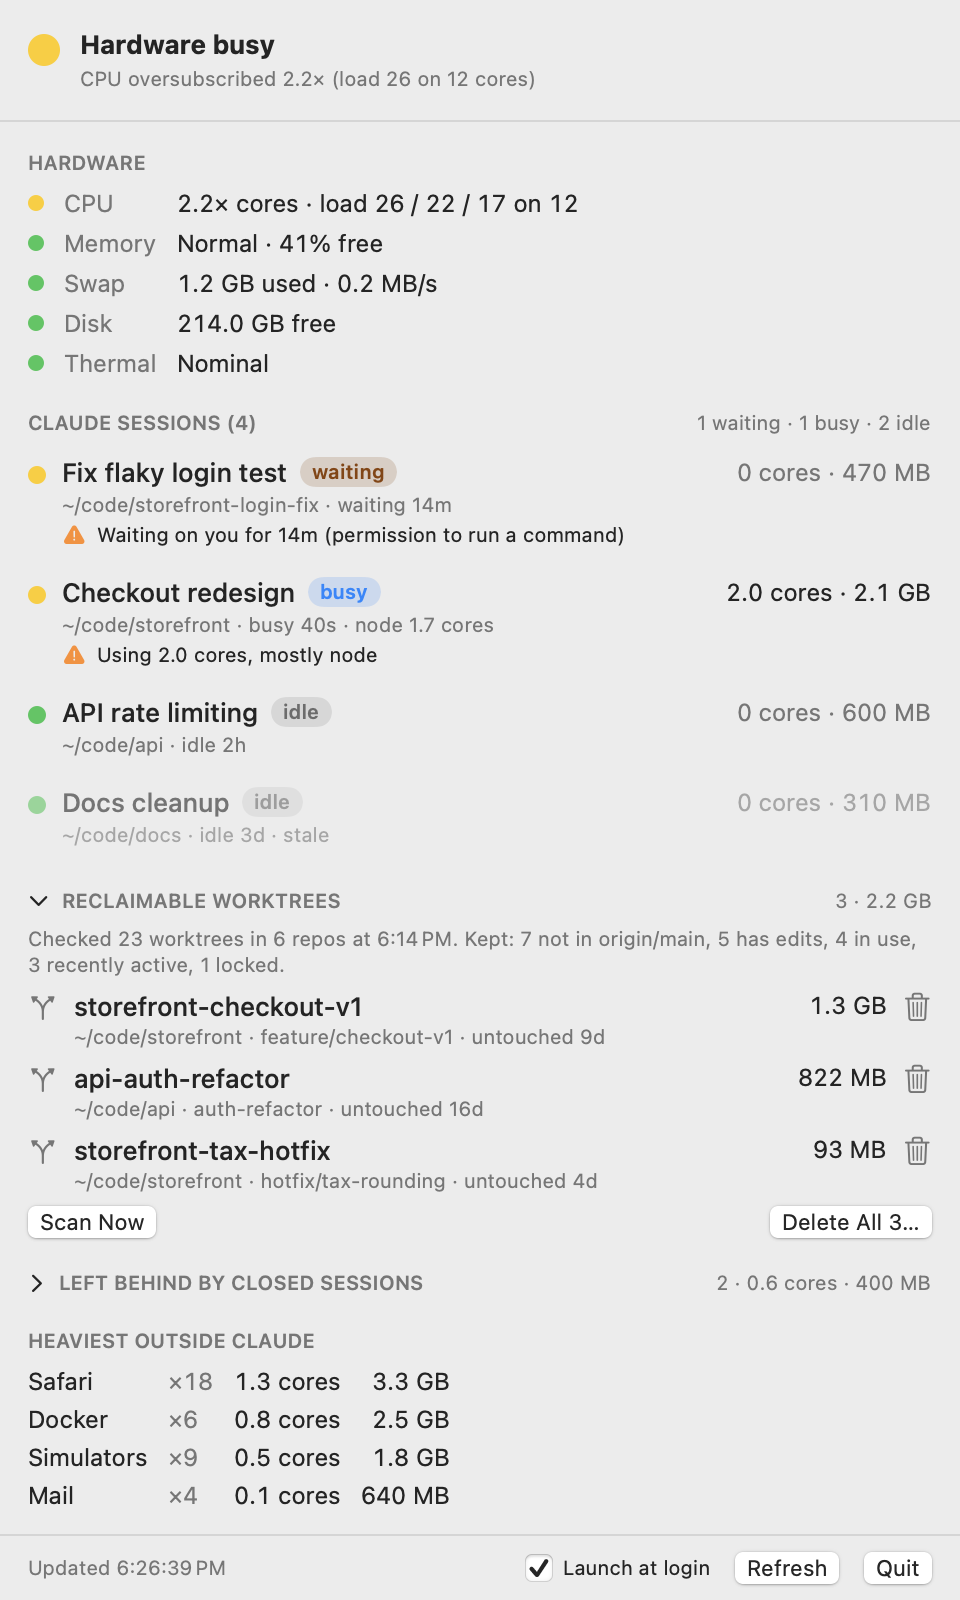 Hardware busy
CPU oversubscribed 2.2× (load 26 on 12 cores)
HARDWARE
CPU 2.2× cores · load 26 / 22 / 17 on 12
Memory Normal · 41% free
Swap 1.2 GB used · 0.2 MB/s
Disk 214.0 GB free
Thermal Nominal
CLAUDE SESSIONS (4) 1 waiting · 1 busy · 2 idle
Fix flaky login test waiting 0 cores · 470 MB
~/code/storefront-login-fix · waiting 14m
Waiting on you for 14m (permission to run a command)
Checkout redesign busy 2.0 cores · 2.1 GB
~/code/storefront · busy 40s · node 1.7 cores
Using 2.0 cores, mostly node
API rate limiting idle 0 cores · 600 MB
~/code/api · idle 2h
Docs cleanup idle 0 cores · 310 MB
~/code/docs · idle 3d · stale
RECLAIMABLE WORKTREES 3 · 2.2 GB
Checked 23 worktrees in 6 repos at 6:14 PM. Kept: 7 not in origin/main, 5 has edits, 4 in use,
3 recently active, 1 locked.
storefront-checkout-v1 1.3 GB
~/code/storefront · feature/checkout-v1 · untouched 9d
api-auth-refactor 822 MB
~/code/api · auth-refactor · untouched 16d
storefront-tax-hotfix 93 MB
~/code/storefront · hotfix/tax-rounding · untouched 4d
Scan Now Delete All 3...
LEFT BEHIND BY CLOSED SESSIONS 2 · 0.6 cores · 400 MB
HEAVIEST OUTSIDE CLAUDE
Safari ×18 1.3 cores 3.3 GB
Docker ×6 0.8 cores 2.5 GB
Simulators ×9 0.5 cores 1.8 GB
Mail ×4 0.1 cores 640 MB
Updated 6:26:39 PM Launch at login Refresh Quit